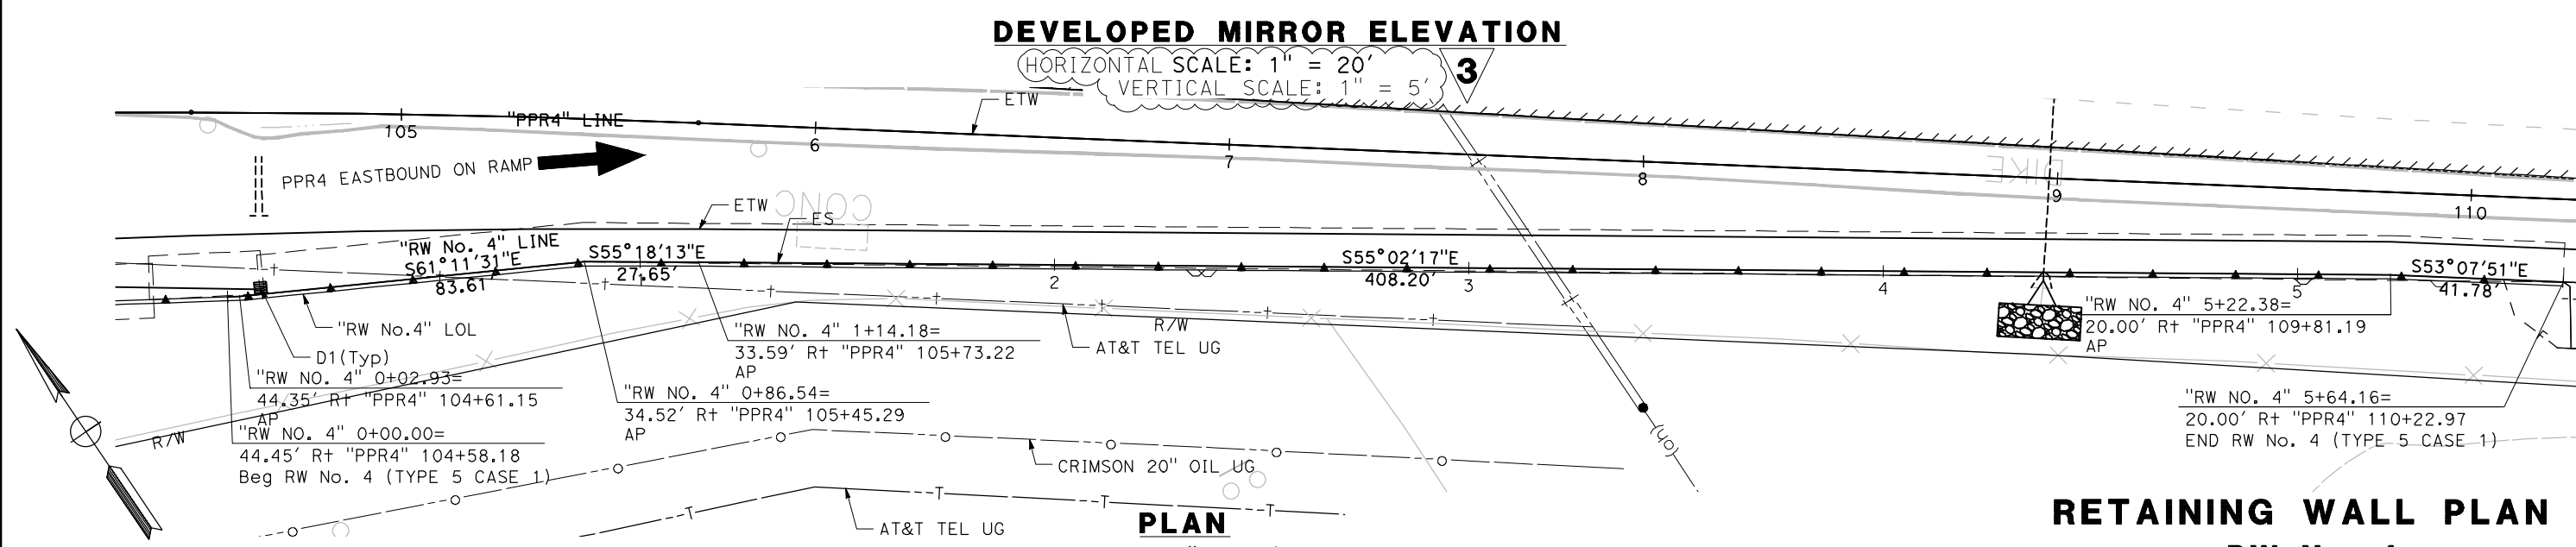 DEVELOPED MIRROR ELEVATION
HORIZONTAL SCALE: 1" = 20'
VERTICAL SCALE: 1" = 5'
3
ETW
"PPR4" LINE
105
6
7
8
9
110
PPR4 EASTBOUND ON RAMP
DIKE
CONC
ETW
ES
"RW No. 4" LINE
S61°11'31"E
83.61'
S55°18'13"E
27.65'
S55°02'17"E
408.20'
S53°07'51"E
41.78'
1
2
3
4
5
"RW No.4" LOL
D1(Typ)
"RW NO. 4" 0+02.93=
44.35' Rt "PPR4" 104+61.15
AP
"RW NO. 4" 0+00.00=
44.45' Rt "PPR4" 104+58.18
Beg RW No. 4 (TYPE 5 CASE 1)
"RW NO. 4" 1+14.18=
33.59' Rt "PPR4" 105+73.22
AP
"RW NO. 4" 0+86.54=
34.52' Rt "PPR4" 105+45.29
AP
R/W
AT&T TEL UG
R/W
"RW NO. 4" 5+22.38=
20.00' Rt "PPR4" 109+81.19
AP
"RW NO. 4" 5+64.16=
20.00' Rt "PPR4" 110+22.97
END RW No. 4 (TYPE 5 CASE 1)
CRIMSON 20" OIL UG
(oh)
AT&T TEL UG
PLAN
RETAINING WALL PLAN